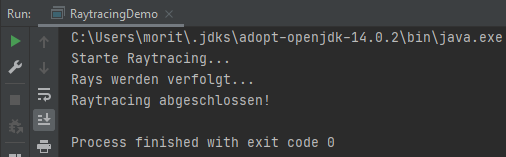 Run: RaytracingDemo
C:\Users\morit\.jdks\adopt-openjdk-14.0.2\bin\java.exe
Starte Raytracing...
Rays werden verfolgt...
Raytracing abgeschlossen!
Process finished with exit code 0